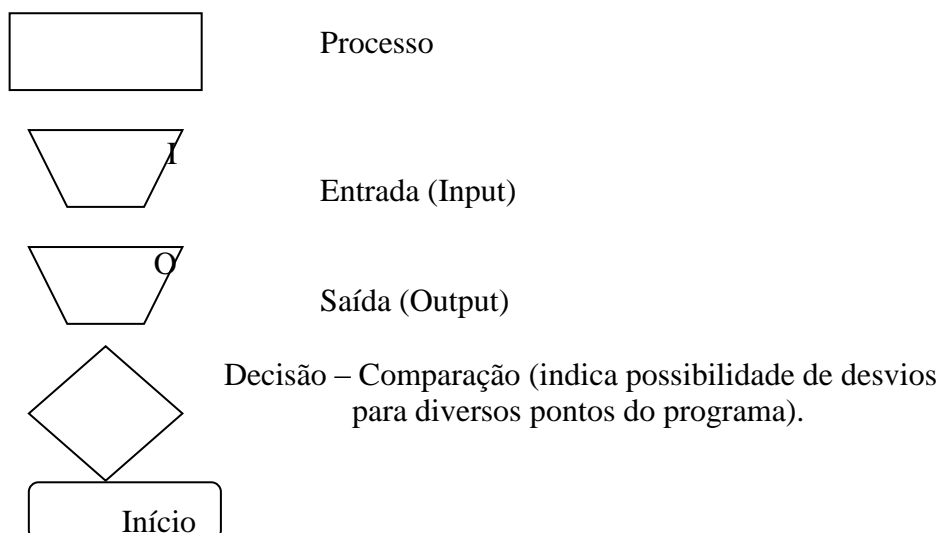 Processo
I
Entrada (Input)
O
Saída (Output)
Decisão – Comparação (indica possibilidade de desvios
para diversos pontos do programa).
Início